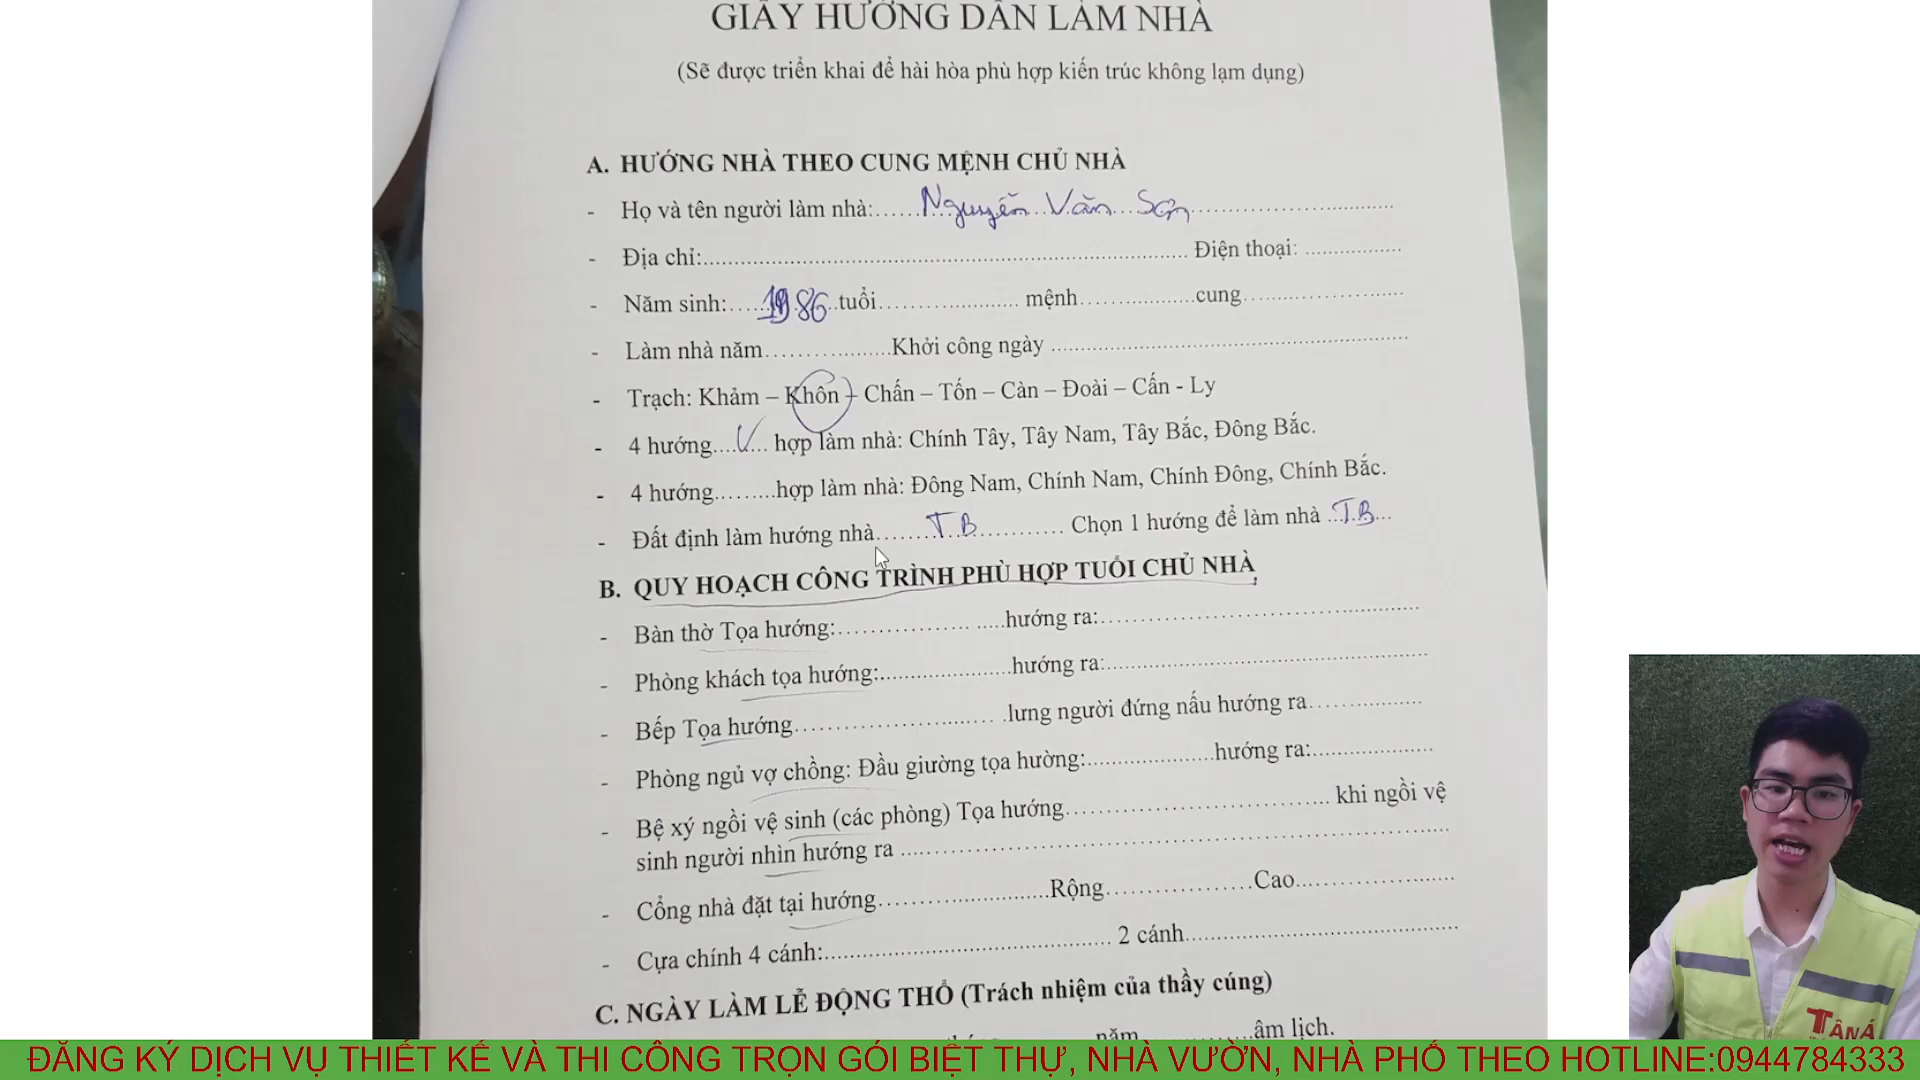 GIẤY HƯỚNG DẪN LÀM NHÀ
(Sẽ được triển khai để hài hòa phù hợp kiến trúc không lạm dụng)
A. HƯỚNG NHÀ THEO CUNG MỆNH CHỦ NHÀ
- Họ và tên người làm nhà:......Nguyễn Văn Sơn..............................
- Địa chỉ:........................................................................ Điện thoại: ................
- Năm sinh:......1986..tuổi...................... mệnh...................cung........................
- Làm nhà năm....................Khởi công ngày ......................................................
- Trạch: Khảm – Khôn – Chấn – Tốn – Càn – Đoài – Cấn - Ly
- 4 hướng....V... hợp làm nhà: Chính Tây, Tây Nam, Tây Bắc, Đông Bắc.
- 4 hướng.........hợp làm nhà: Đông Nam, Chính Nam, Chính Đông, Chính Bắc.
- Đất định làm hướng nhà........T.B............. Chọn 1 hướng để làm nhà ...T.B...
B. QUY HOẠCH CÔNG TRÌNH PHÙ HỢP TUỔI CHỦ NHÀ
- Bàn thờ Tọa hướng:................. .....hướng ra:................................................
- Phòng khách tọa hướng:.....................hướng ra:................................................
- Bếp Tọa hướng........................... .lưng người đứng nấu hướng ra.................
- Phòng ngủ vợ chồng: Đầu giường tọa hường:....................hướng ra:...................
- Bệ xý ngồi vệ sinh (các phòng) Tọa hướng........................................ khi ngồi vệ
sinh người nhìn hướng ra ................................................................................
- Cổng nhà đặt tại hướng..........................Rộng...................Cao.......................
- Cựa chính 4 cánh:............................................ 2 cánh.........................................
C. NGÀY LÀM LỄ ĐỘNG THỔ (Trách nhiệm của thầy cúng)
năm..................âm lịch.
TÂN Á
ĐĂNG KÝ DỊCH VỤ THIẾT KẾ VÀ THI CÔNG TRỌN GÓI BIỆT THỰ, NHÀ VƯỜN, NHÀ PHỐ THEO HOTLINE:0944784333